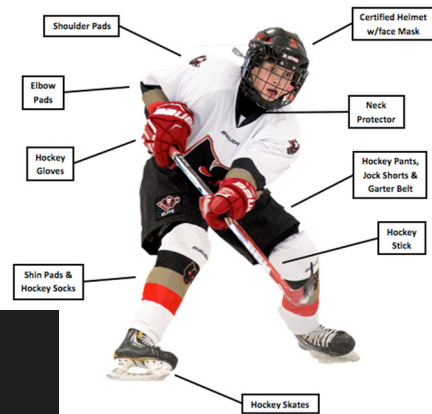 Shoulder Pads
Certified Helmet
w/face Mask
Elbow
Pads
Neck
Protector
Hockey
Gloves
Hockey Pants,
Jock Shorts &
Garter Belt
Hockey
Stick
Shin Pads &
Hockey Socks
Hockey Skates
BAUER